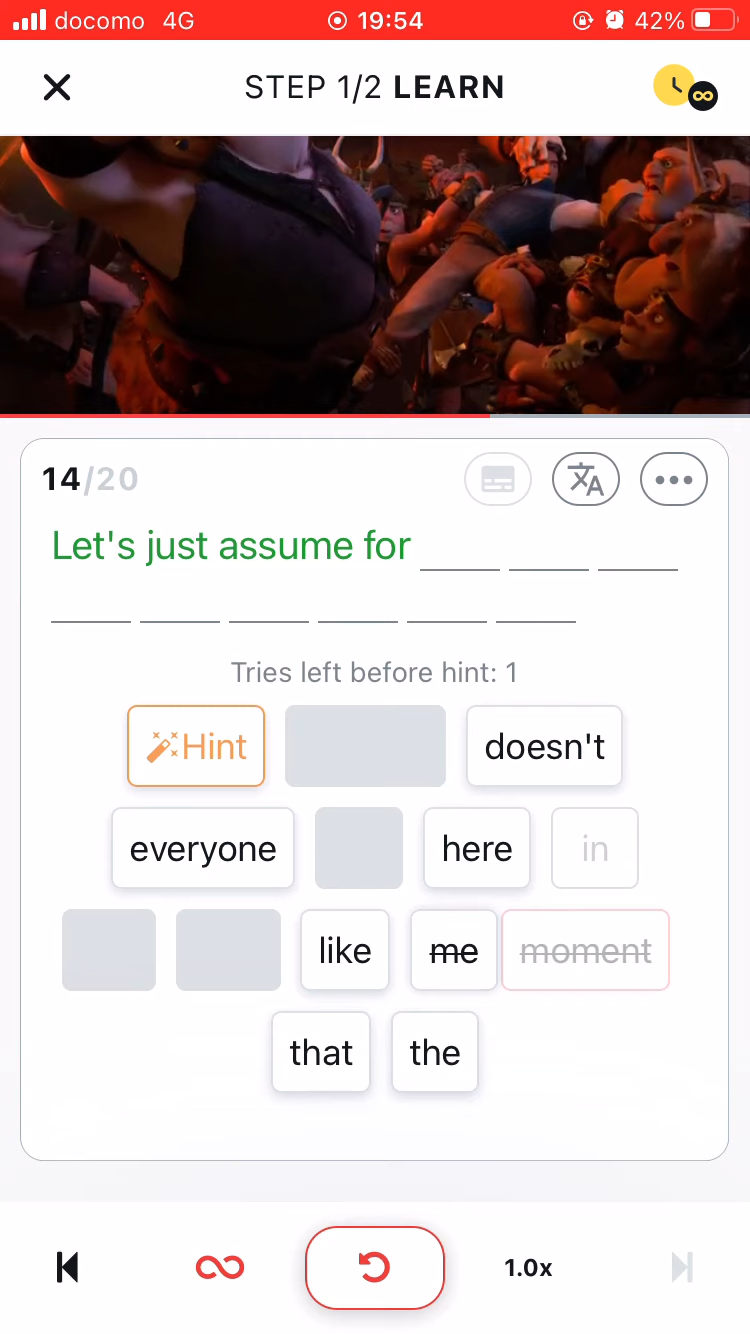 docomo 4G 19:54 42%
STEP 1/2 LEARN
14/20
Let's just assume for
Tries left before hint: 1
Hint doesn't
everyone here in
like me moment
that the
1.0x